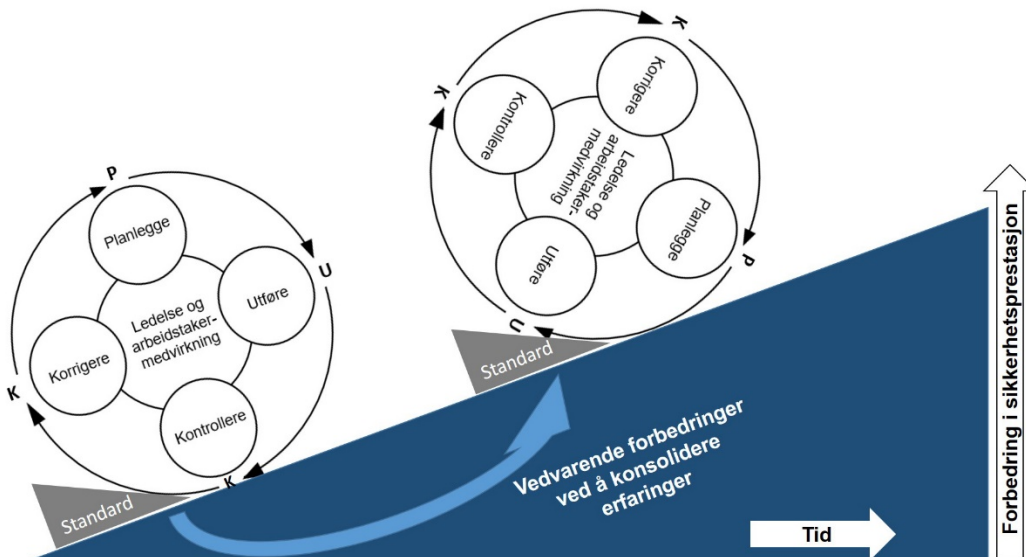 P
Planlegge
U
Utføre
Ledelse og
arbeidstaker-
medvirkning
K
Korrigere
Kontrollere
K
Standard
K
Kontrollere
K
Korrigere
Ledelse og
arbeidstaker-
medvirkning
Utføre
U
Planlegge
P
Standard
Vedvarende forbedringer
ved å konsolidere
erfaringer
Tid
Forbedring i sikkerhetsprestasjon